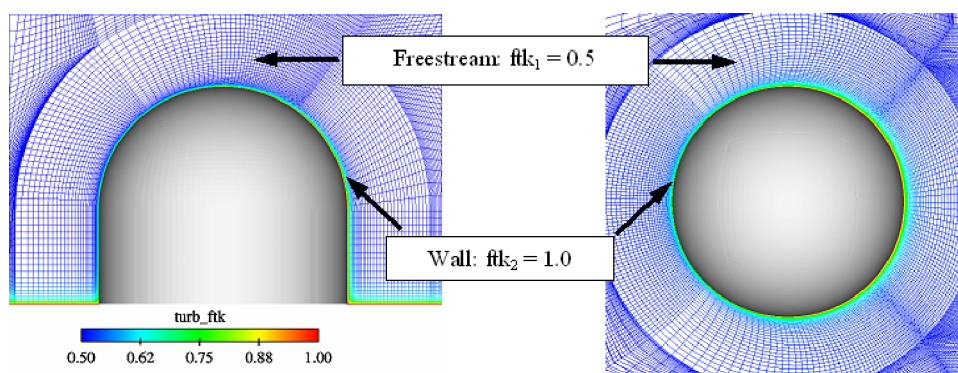 Freestream: ftk₁ = 0.5
Wall: ftk₂ = 1.0
turb_ftk
0.50 0.62 0.75 0.88 1.00